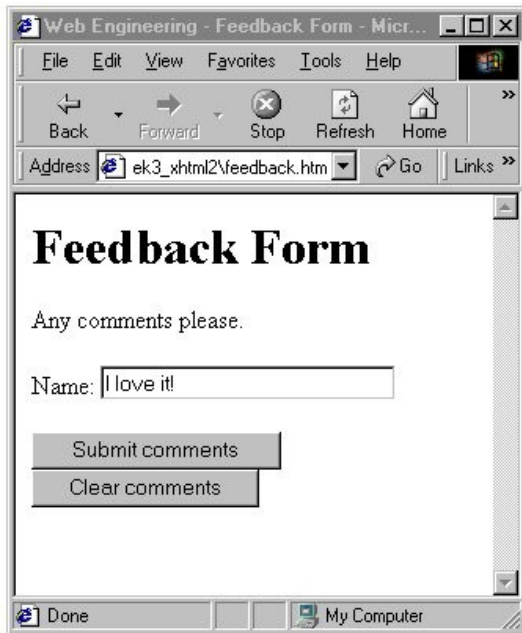 Web Engineering - Feedback Form - Micr...
File Edit View Favorites Tools Help
Back Forward Stop Refresh Home »
Address ek3_xhtml2\feedback.htm Go Links »
Feedback Form
Any comments please.
Name: I love it!
Submit comments
Clear comments
Done My Computer